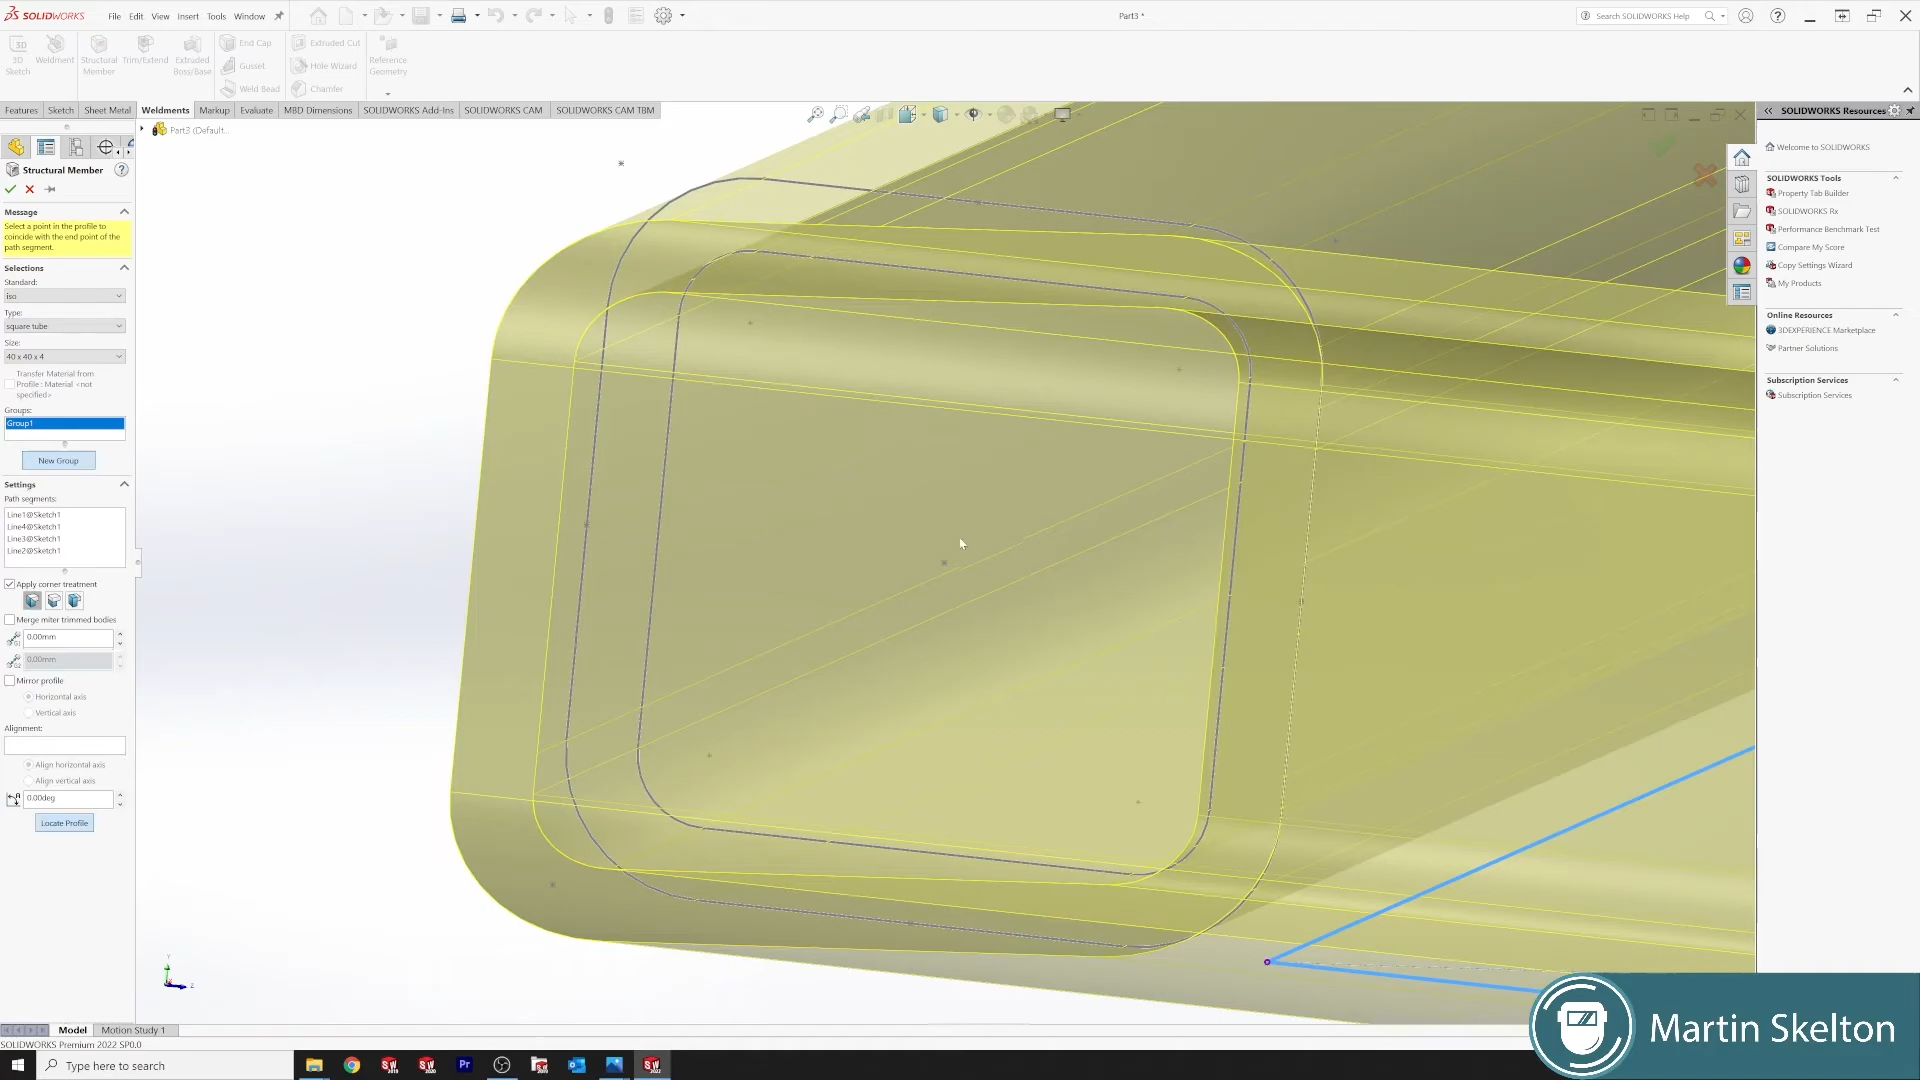 SOLIDWORKS
File Edit View Insert Tools Window
Part3 *
Search SOLIDWORKS Help
3D Sketch
Weldment
Structural Member
Trim/Extend
Extruded Boss/Base
End Cap
Gusset
Weld Bead
Extruded Cut
Hole Wizard
Chamfer
Reference Geometry
Features Sketch Sheet Metal Weldments Markup Evaluate MBD Dimensions SOLIDWORKS Add-Ins SOLIDWORKS CAM SOLIDWORKS CAM TBM
Part3 (Default...
Structural Member
Message
Select a point in the profile to
coincide with the end point of the
path segment.
Selections
Standard:
iso
Type:
square tube
Size:
40 x 40 x 4
Transfer Material from
Profile : Material <not
specified>
Groups:
Group1
New Group
Settings
Path segments:
Line1@Sketch1
Line4@Sketch1
Line3@Sketch1
Line2@Sketch1
Apply corner treatment
Merge miter trimmed bodies
0.00mm
0.00mm
Mirror profile
Horizontal axis
Vertical axis
Alignment:
Align horizontal axis
Align vertical axis
0.00deg
Locate Profile
SOLIDWORKS Resources
Welcome to SOLIDWORKS
SOLIDWORKS Tools
Property Tab Builder
SOLIDWORKS Rx
Performance Benchmark Test
Compare My Score
Copy Settings Wizard
My Products
Online Resources
3DEXPERIENCE Marketplace
Partner Solutions
Subscription Services
Subscription Services
Model Motion Study 1
SOLIDWORKS Premium 2022 SP0.0
Type here to search
Martin Skelton